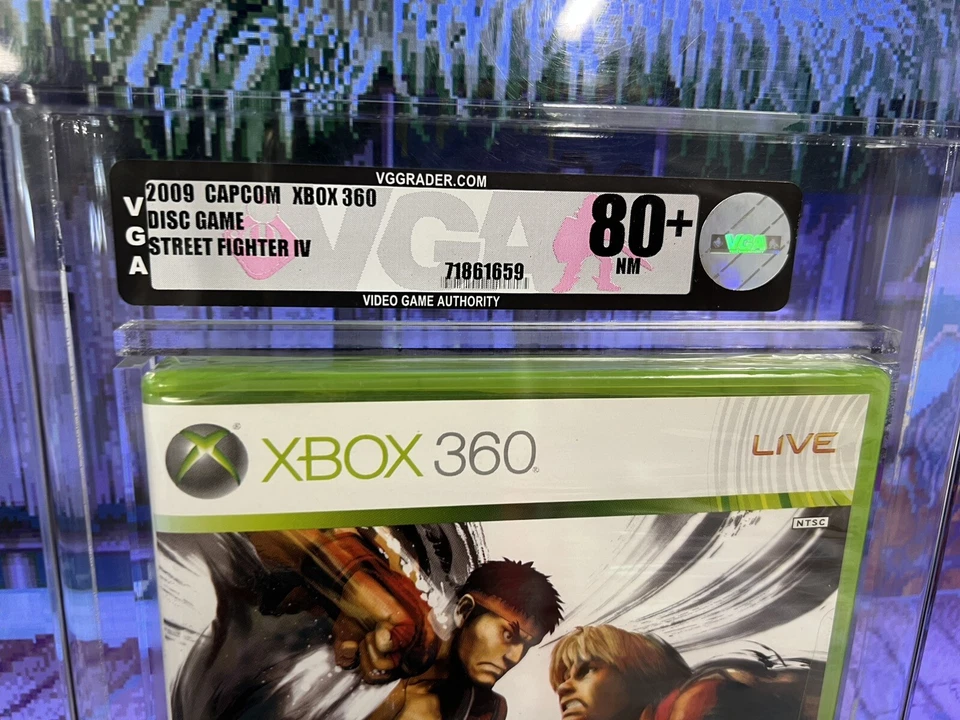 VGGRADER.COM
VGA
2009 CAPCOM XBOX 360
DISC GAME
STREET FIGHTER IV
VGA
80+
NM
71861659
VGA
VIDEO GAME AUTHORITY
XBOX 360
LIVE
NTSC